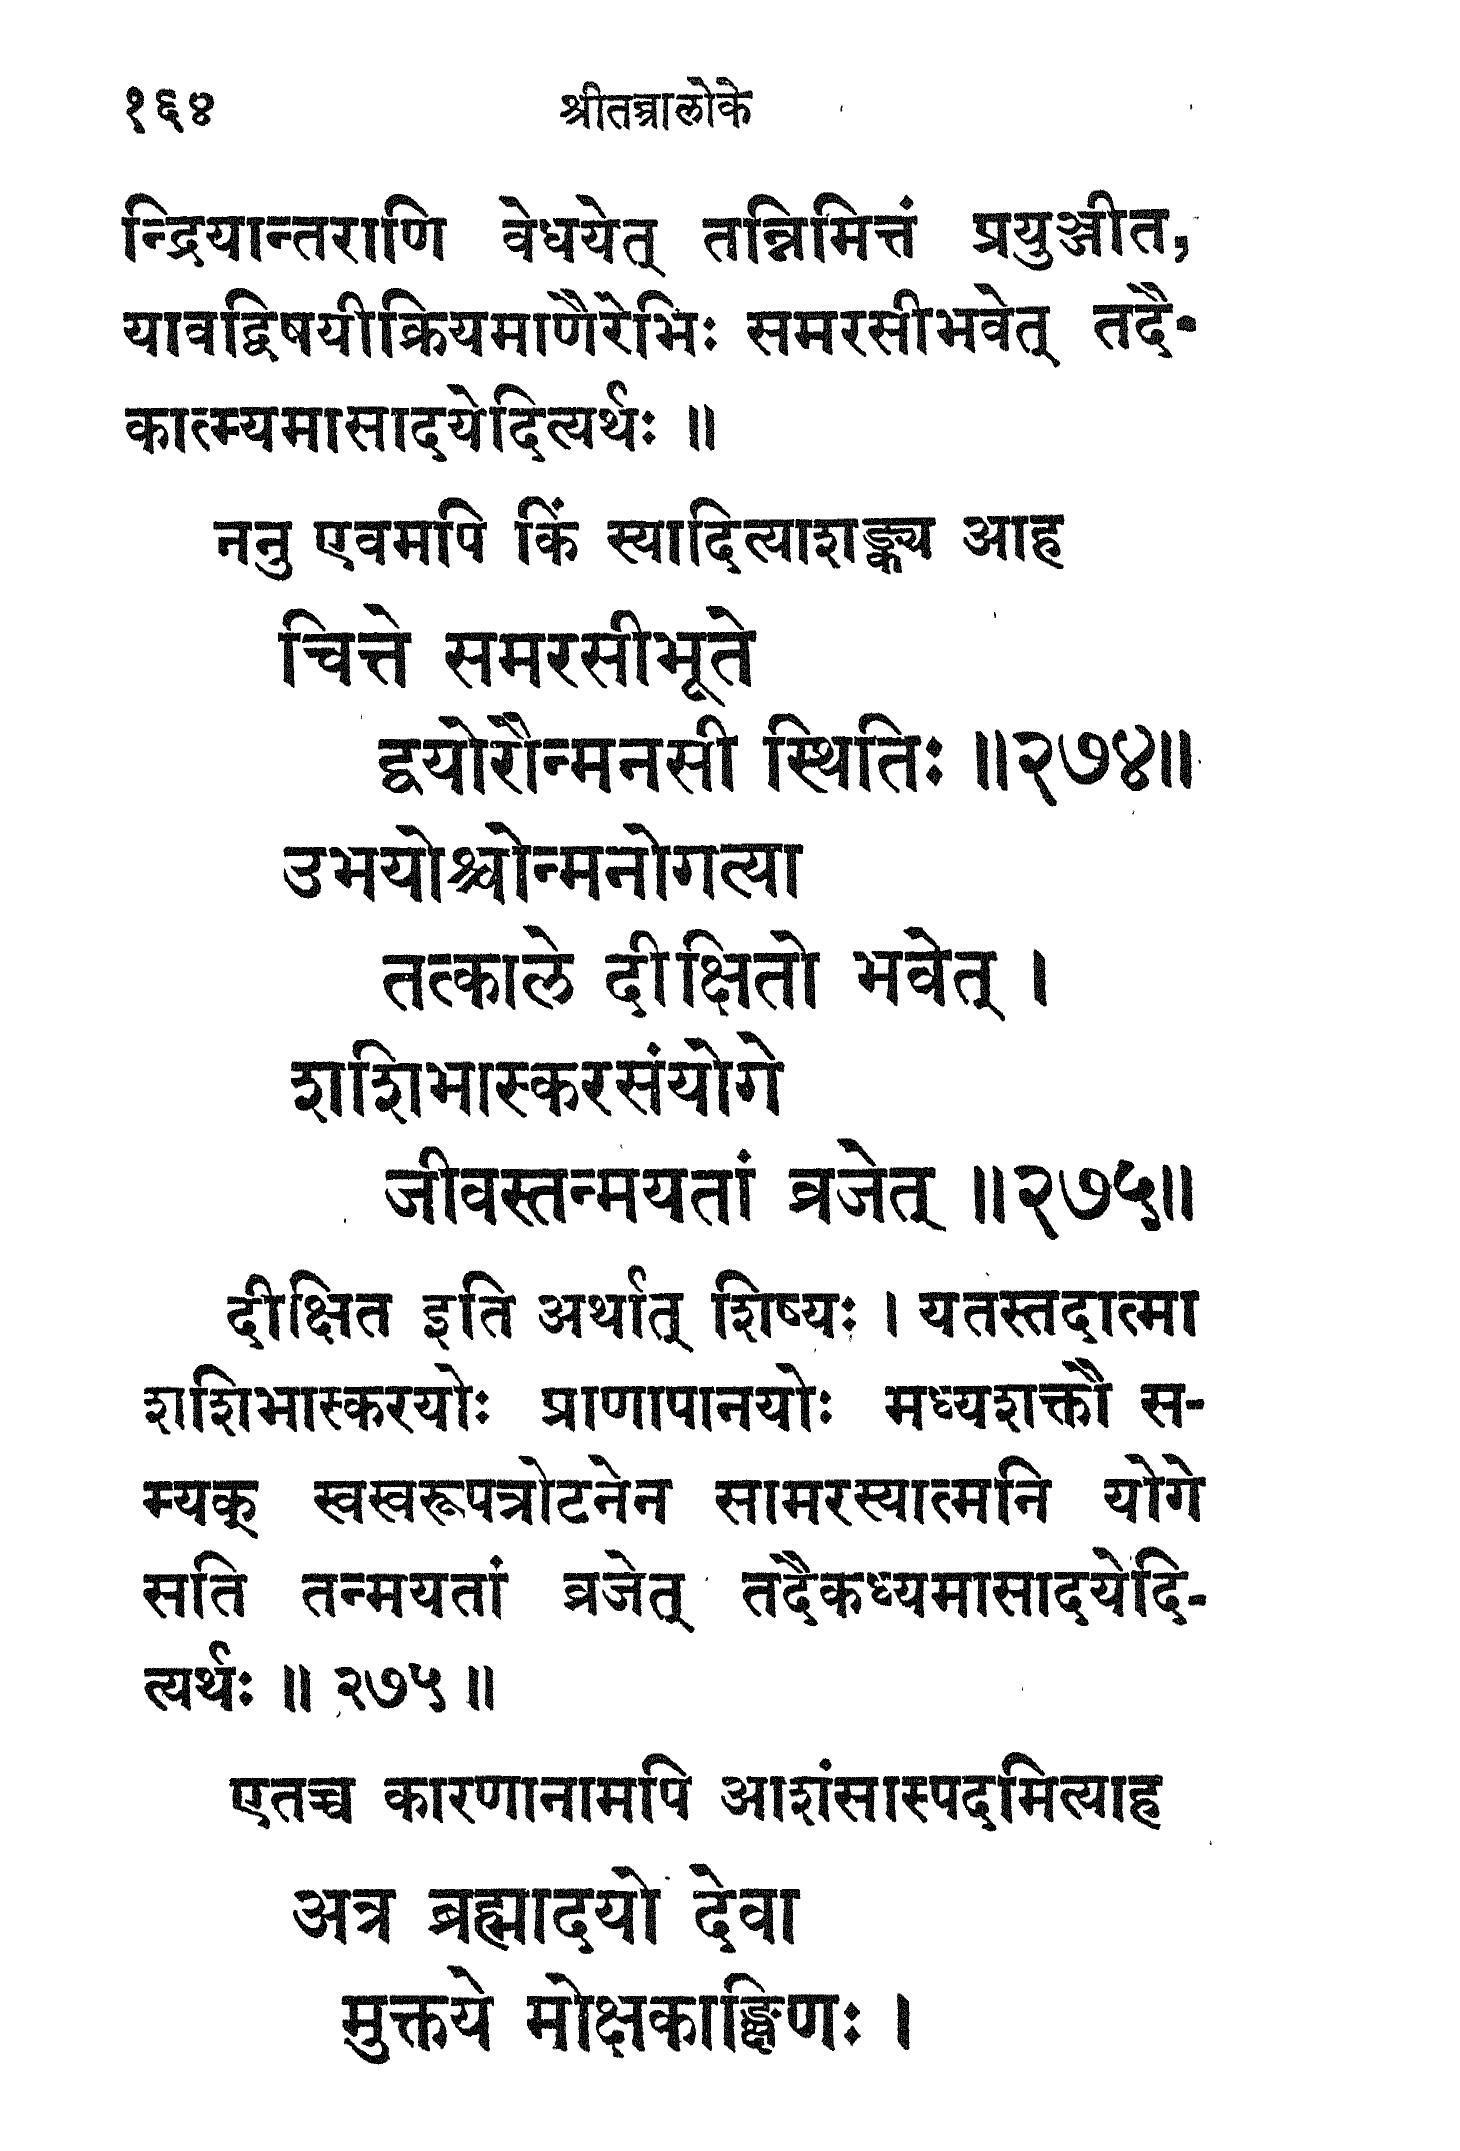 १६४ श्रीतन्त्रालोके
न्द्रियान्तराणि वेधयेत् तन्निमित्तं प्रयुञ्जीत,
यावद्विषयीक्रियमाणैरेभिः समरसीभवेत् तदै-
कात्म्यमासादयेदित्यर्थः ॥
ननु एवमपि किं स्यादित्याशङ्क्य आह
चित्ते समरसीभूते
द्वयोरौन्मनसी स्थितिः ॥२७४॥
उभयोश्चोन्मनोगत्या
तत्काले दीक्षितो भवेत् ।
शशिभास्करसंयोगे
जीवस्तन्मयतां व्रजेत् ॥२७५॥
दीक्षित इति अर्थात् शिष्यः । यतस्तदात्मा
शशिभास्करयोः प्राणापानयोः मध्यशक्तौ स-
म्यक् स्वस्वरूपत्रोटनेन सामरस्यात्मनि योगे
सति तन्मयतां व्रजेत् तदैकध्यमासादयेदि-
त्यर्थः ॥ २७५ ॥
एतच्च कारणानामपि आशंसास्पदमित्याह
अत्र ब्रह्मादयो देवा
मुक्तये मोक्षकाङ्क्षिणः ।